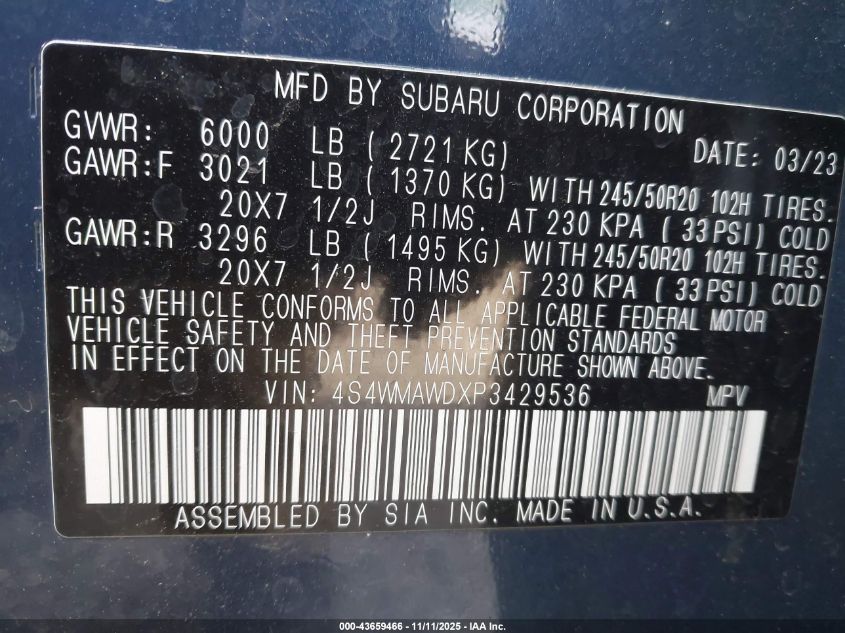 MFD BY SUBARU CORPORATION
GVWR: 6000 LB ( 2721 KG) DATE: 03/23
GAWR:F 3021 LB ( 1370 KG) WITH 245/50R20 102H TIRES.
20X7 1/2J RIMS. AT 230 KPA ( 33 PSI) COLD
GAWR:R 3296 LB ( 1495 KG) WITH 245/50R20 102H TIRES.
20X7 1/2J RIMS. AT 230 KPA ( 33 PSI) COLD
THIS VEHICLE CONFORMS TO ALL APPLICABLE FEDERAL MOTOR
VEHICLE SAFETY AND THEFT PREVENTION STANDARDS
IN EFFECT ON THE DATE OF MANUFACTURE SHOWN ABOVE.
VIN: 4S4WMAWDXP3429536 MPV
ASSEMBLED BY SIA INC. MADE IN U.S.A.
000-43659466 - 11/11/2025 - IAA Inc.